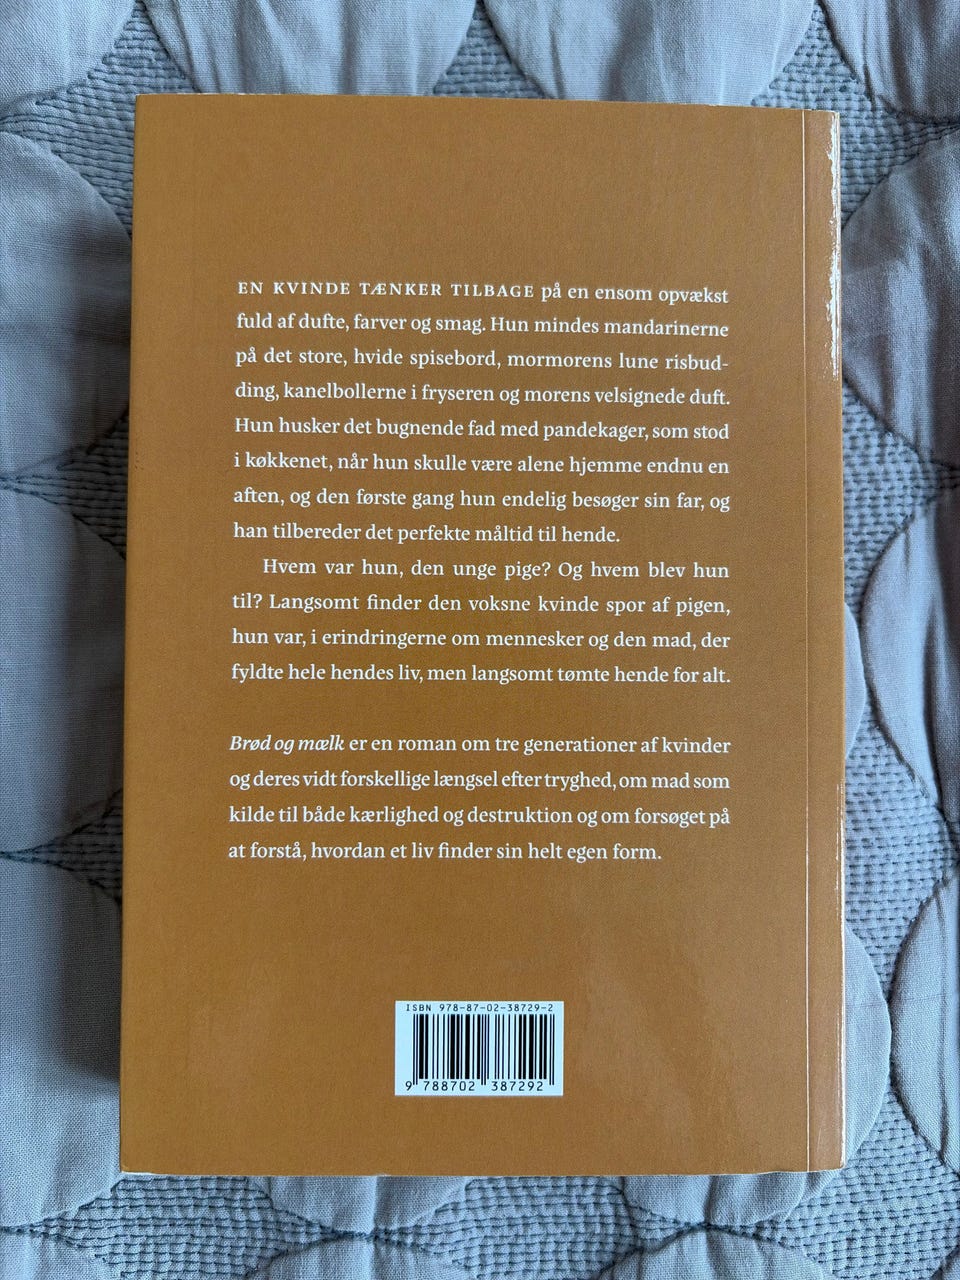 EN KVINDE TÆNKER TILBAGE på en ensom opvækst
fuld af dufte, farver og smag. Hun mindes mandarinerne
på det store, hvide spisebord, mormorens lune risbud-
ding, kanelbollerne i fryseren og morens velsignede duft.
Hun husker det bugnende fad med pandekager, som stod
i køkkenet, når hun skulle være alene hjemme endnu en
aften, og den første gang hun endelig besøger sin far, og
han tilbereder det perfekte måltid til hende.
Hvem var hun, den unge pige? Og hvem blev hun
til? Langsomt finder den voksne kvinde spor af pigen,
hun var, i erindringerne om mennesker og den mad, der
fyldte hele hendes liv, men langsomt tømte hende for alt.
Brød og mælk er en roman om tre generationer af kvinder
og deres vidt forskellige længsel efter tryghed, om mad som
kilde til både kærlighed og destruktion og om forsøget på
at forstå, hvordan et liv finder sin helt egen form.
ISBN 978-87-02-38729-2
9 788702 387292